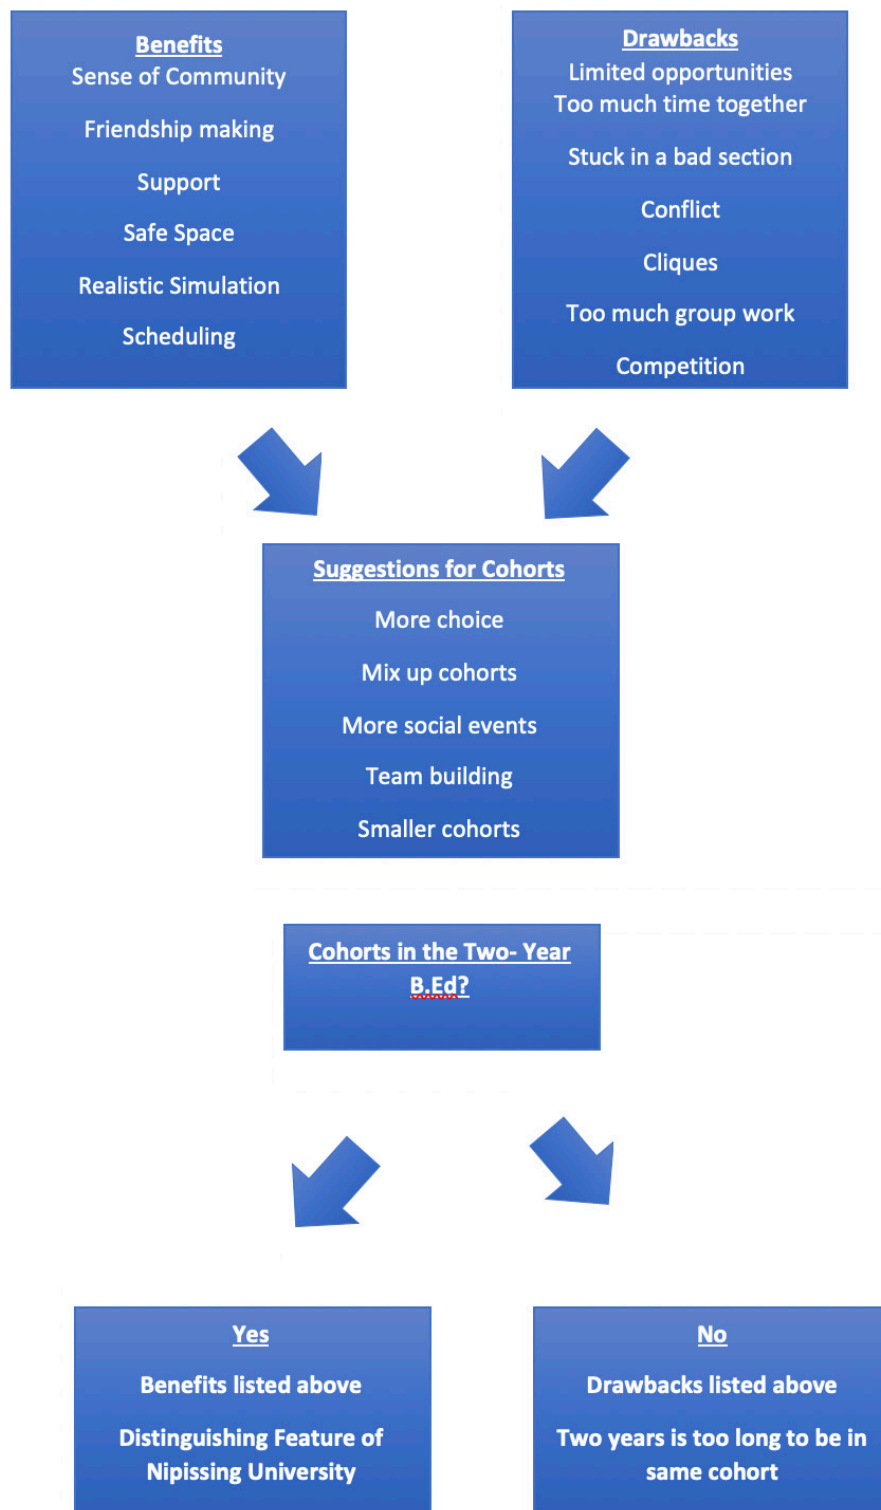 Benefits
Sense of Community
Friendship making
Support
Safe Space
Realistic Simulation
Scheduling
Drawbacks
Limited opportunities
Too much time together
Stuck in a bad section
Conflict
Cliques
Too much group work
Competition
Suggestions for Cohorts
More choice
Mix up cohorts
More social events
Team building
Smaller cohorts
Cohorts in the Two- Year
B.Ed?
Yes
Benefits listed above
Distinguishing Feature of
Nipissing University
No
Drawbacks listed above
Two years is too long to be in
same cohort